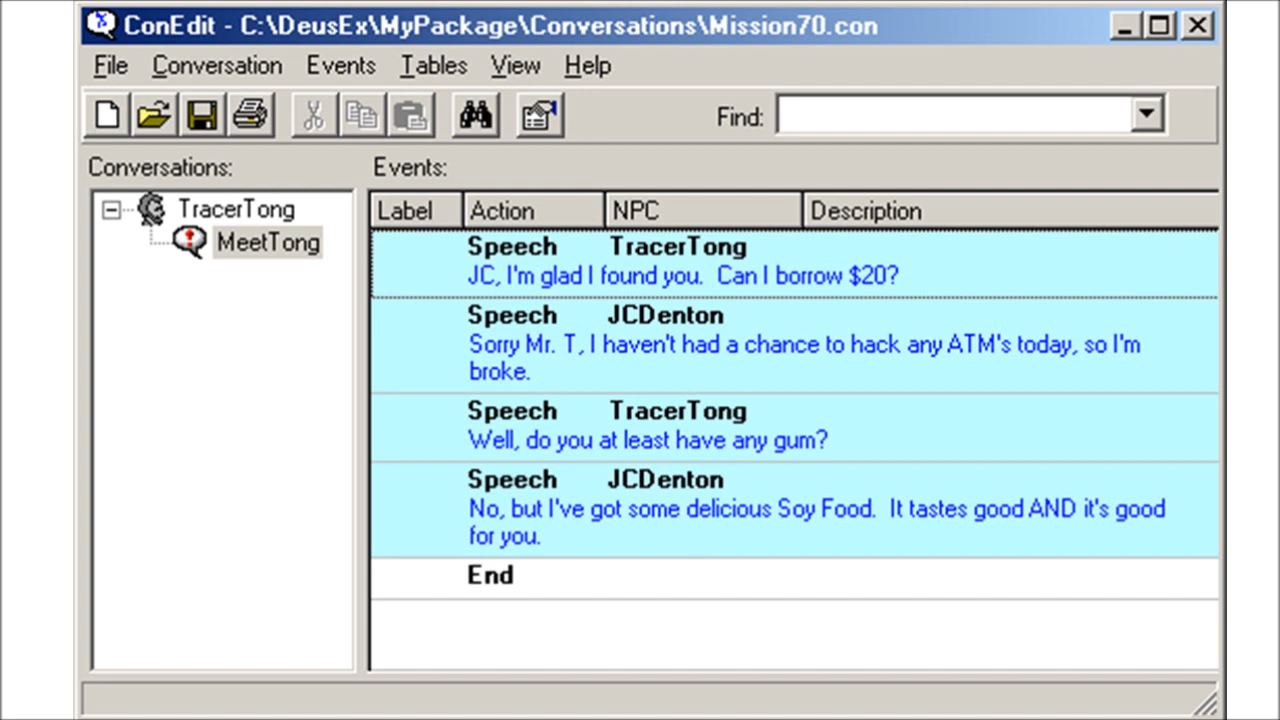 ConEdit - C:\DeusEx\MyPackage\Conversations\Mission70.con
File Conversation Events Tables View Help
Find:
Conversations:
Events:
TracerTong
MeetTong
Label Action NPC Description
Speech TracerTong
JC, I'm glad I found you. Can I borrow $20?
Speech JCDenton
Sorry Mr. T, I haven't had a chance to hack any ATM's today, so I'm
broke.
Speech TracerTong
Well, do you at least have any gum?
Speech JCDenton
No, but I've got some delicious Soy Food. It tastes good AND it's good
for you.
End